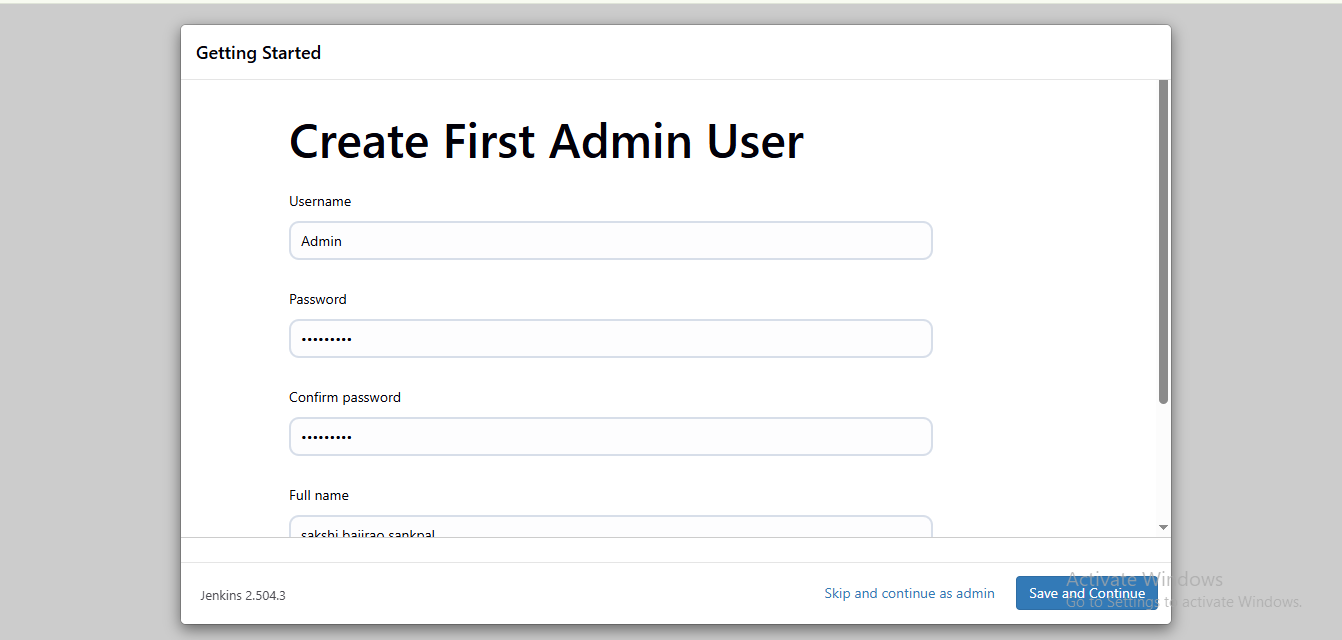 Getting Started
Create First Admin User
Username
Admin
Password
•••••••••
Confirm password
•••••••••
Full name
sakshi bajirao sankpal
Jenkins 2.504.3
Skip and continue as admin
Save and Continue
Activate Windows
Go to Settings to activate Windows.